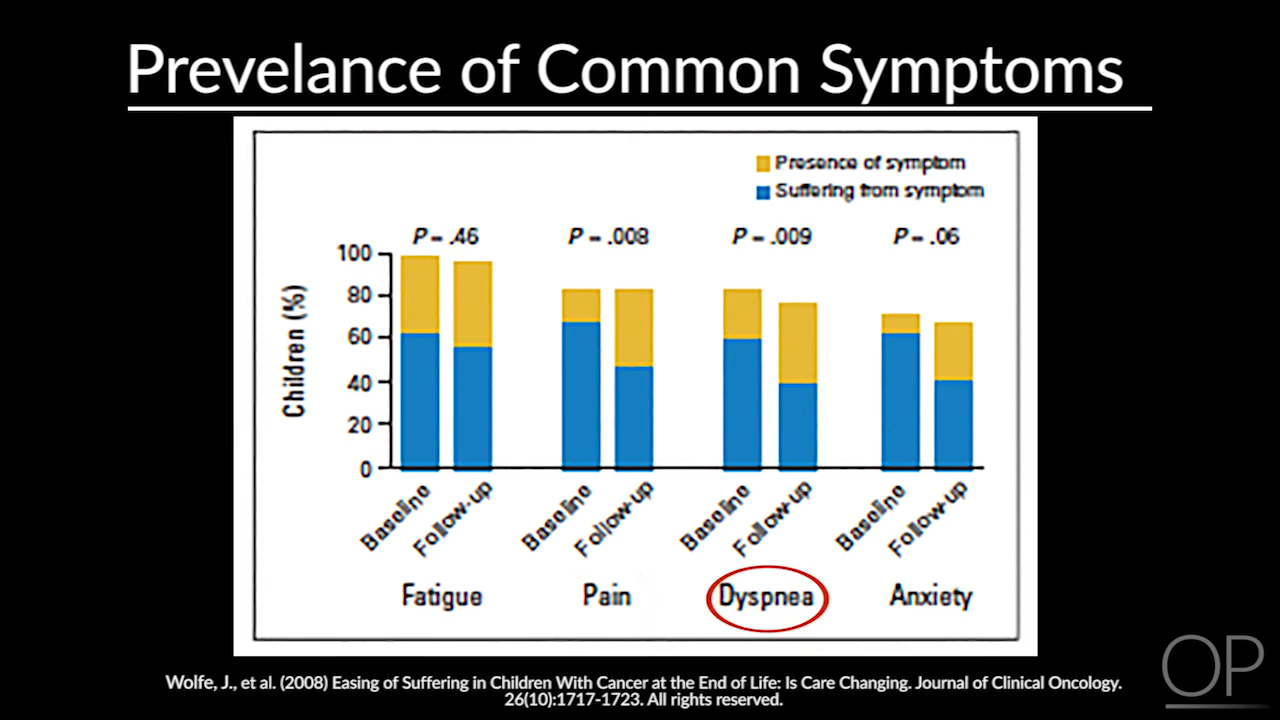 Prevelance of Common Symptoms
Presence of symptom
Suffering from symptom
P = .46
P = .008
P = .009
P = .06
Children (%)
100
80
60
40
20
0
Baseline
Follow-up
Baseline
Follow-up
Baseline
Follow-up
Baseline
Follow-up
Fatigue
Pain
Dyspnea
Anxiety
Wolfe, J., et al. (2008) Easing of Suffering in Children With Cancer at the End of Life: Is Care Changing. Journal of Clinical Oncology.
26(10):1717-1723. All rights reserved.
OP